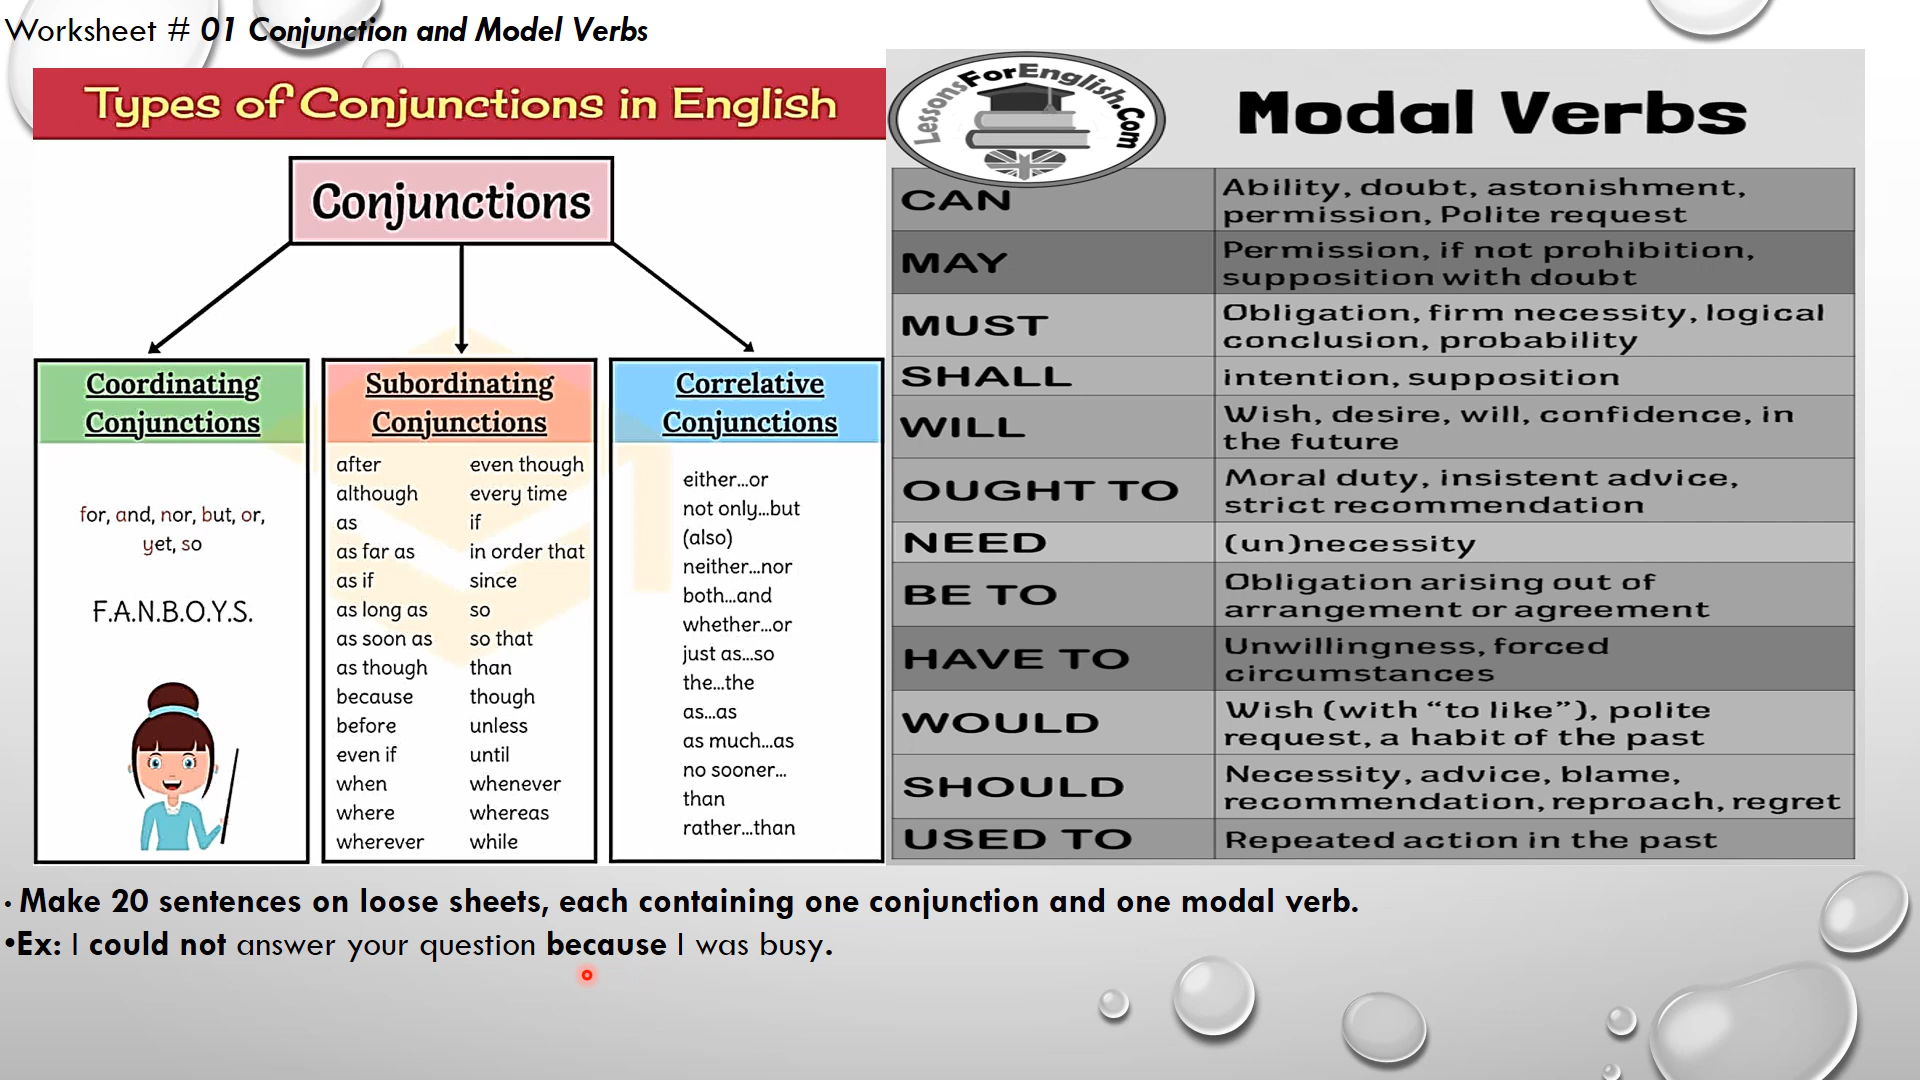 Worksheet # 01 Conjunction and Model Verbs
Types of Conjunctions in English
Conjunctions
Coordinating
Conjunctions
for, and, nor, but, or,
yet, so
F.A.N.B.O.Y.S.
Subordinating
Conjunctions
after
although
as
as far as
as if
as long as
as soon as
as though
because
before
even if
when
where
wherever
even though
every time
if
in order that
since
so
so that
than
though
unless
until
whenever
whereas
while
Correlative
Conjunctions
either...or
not only...but
(also)
neither...nor
both...and
whether...or
just as...so
the...the
as...as
as much...as
no sooner...
than
rather...than
LessonsForEnglish.Com
Modal Verbs
CAN
Ability, doubt, astonishment,
permission, Polite request
MAY
Permission, if not prohibition,
supposition with doubt
MUST
Obligation, firm necessity, logical
conclusion, probability
SHALL
intention, supposition
WILL
Wish, desire, will, confidence, in
the future
OUGHT TO
Moral duty, insistent advice,
strict recommendation
NEED
(un)necessity
BE TO
Obligation arising out of
arrangement or agreement
HAVE TO
Unwillingness, forced
circumstances
WOULD
Wish (with “to like”), polite
request, a habit of the past
SHOULD
Necessity, advice, blame,
recommendation, reproach, regret
USED TO
Repeated action in the past
• Make 20 sentences on loose sheets, each containing one conjunction and one modal verb.
•Ex: I could not answer your question because I was busy.